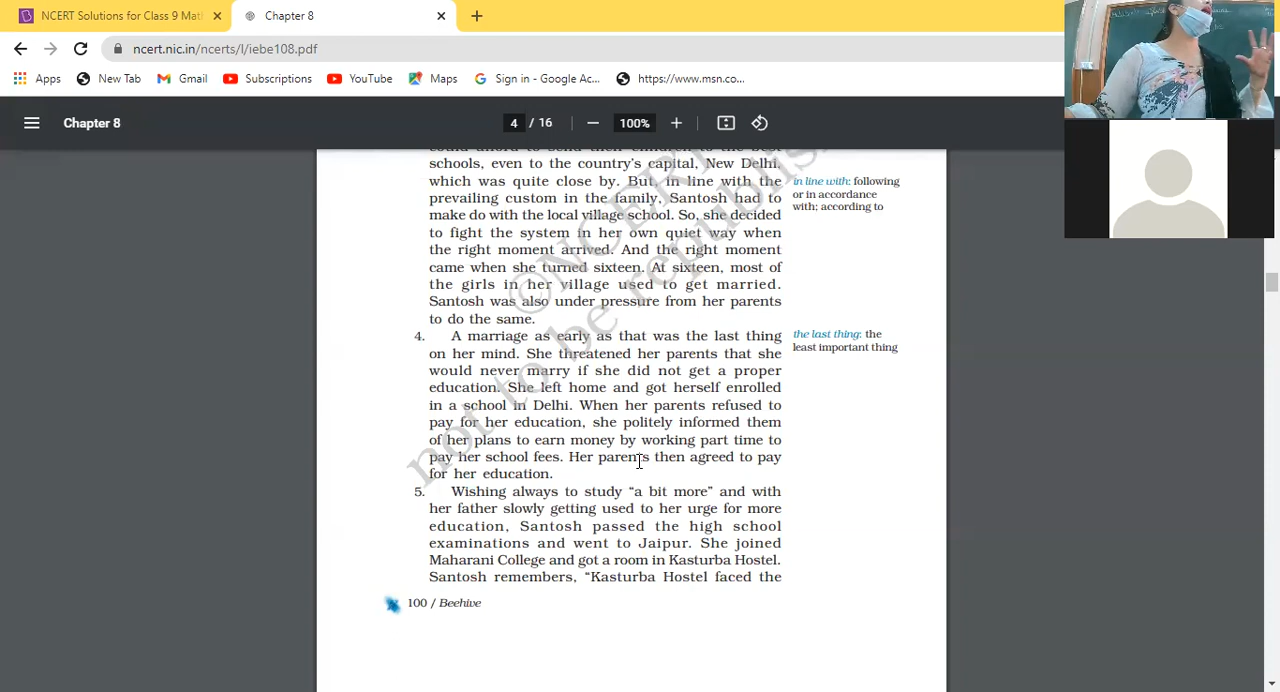 NCERT Solutions for Class 9 Mat
Chapter 8
ncert.nic.in/ncerts/l/iebe108.pdf
Apps
New Tab
Gmail
Subscriptions
YouTube
Maps
Sign in - Google Ac...
https://www.msn.co...
Chapter 8
4 / 16
100%
schools, even to the country's capital, New Delhi,
which was quite close by. But, in line with the
prevailing custom in the family, Santosh had to
make do with the local village school. So, she decided
to fight the system in her own quiet way when
the right moment arrived. And the right moment
came when she turned sixteen. At sixteen, most of
the girls in her village used to get married.
Santosh was also under pressure from her parents
to do the same.
in line with: following
or in accordance
with; according to
4. A marriage as early as that was the last thing
on her mind. She threatened her parents that she
would never marry if she did not get a proper
education. She left home and got herself enrolled
in a school in Delhi. When her parents refused to
pay for her education, she politely informed them
of her plans to earn money by working part time to
pay her school fees. Her parents then agreed to pay
for her education.
the last thing: the
least important thing
5. Wishing always to study “a bit more” and with
her father slowly getting used to her urge for more
education, Santosh passed the high school
examinations and went to Jaipur. She joined
Maharani College and got a room in Kasturba Hostel.
Santosh remembers, “Kasturba Hostel faced the
100 / Beehive
©NCERT
not to be republis